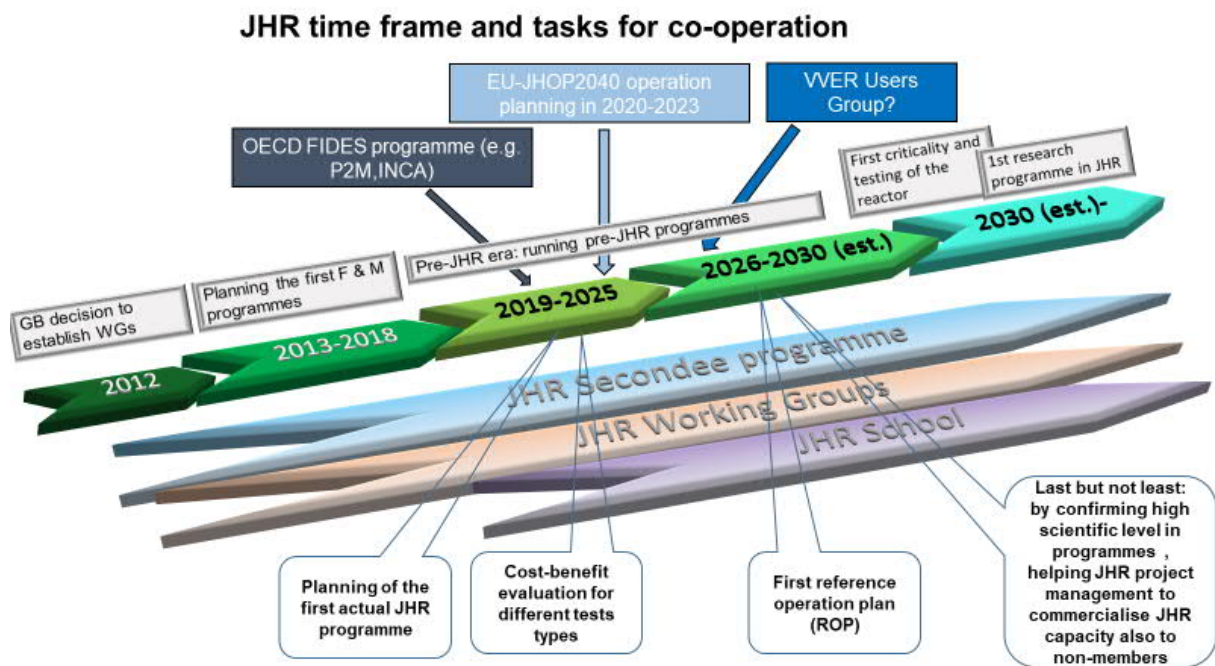 JHR time frame and tasks for co-operation
EU-JHOP2040 operation
planning in 2020-2023
VVER Users
Group?
OECD FIDES programme (e.g.
P2M,INCA)
First criticality and
testing of the
reactor
1st research
programme in JHR
Pre-JHR era: running pre-JHR programmes
Planning the first F & M
programmes
GB decision to
establish WGs
2012
2013-2018
2019-2025
2026-2030 (est.)
2030 (est.)-
JHR Secondee programme
JHR Working Groups
JHR School
Planning of the
first actual JHR
programme
Cost-benefit
evaluation for
different tests
types
First reference
operation plan
(ROP)
Last but not least:
by confirming high
scientific level in
programmes ,
helping JHR project
management to
commercialise JHR
capacity also to
non-members